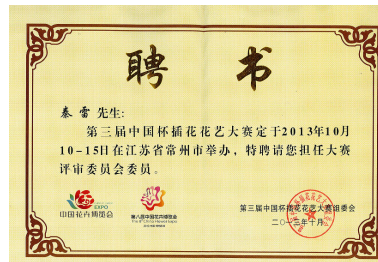 聘书
秦雷先生:
第三届中国杯插花花艺大赛定于2013年10月
10-15日在江苏省常州市举办,特聘请您担任大赛
评审委员会委员。
EXPO
中国花卉博览会
第八届中国花卉博览会
第三届中国杯插花花艺大赛组委会
二〇一三年十月